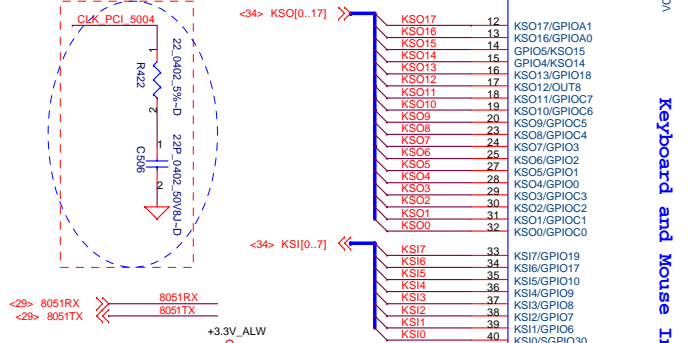 CLK_PCI_5004
1
R422
22_0402_5%~D
2
1
C506
22P_0402_50V8J~D
2
<29> 8051RX 8051RX
<29> 8051TX 8051TX
+3.3V_ALW
<34> KSO[0..17]
KSO17 12 KSO17/GPIOA1
KSO16 13 KSO16/GPIOA0
KSO15 14 GPIO5/KSO15
KSO14 15 GPIO4/KSO14
KSO13 16 KSO13/GPIO18
KSO12 17 KSO12/OUT8
KSO11 18 KSO11/GPIOC7
KSO10 19 KSO10/GPIOC6
KSO9 20 KSO9/GPIOC5
KSO8 23 KSO8/GPIOC4
KSO7 24 KSO7/GPIO3
KSO6 25 KSO6/GPIO2
KSO5 27 KSO5/GPIO1
KSO4 28 KSO4/GPIO0
KSO3 29 KSO3/GPIOC3
KSO2 30 KSO2/GPIOC2
KSO1 31 KSO1/GPIOC1
KSO0 32 KSO0/GPIOC0
<34> KSI[0..7]
KSI7 33 KSI7/GPIO19
KSI6 34 KSI6/GPIO17
KSI5 35 KSI5/GPIO10
KSI4 36 KSI4/GPIO9
KSI3 37 KSI3/GPIO8
KSI2 38 KSI2/GPIO7
KSI1 39 KSI1/GPIO6
KSI0 40 KSI0/SGPIO30
Keyboard and Mouse In